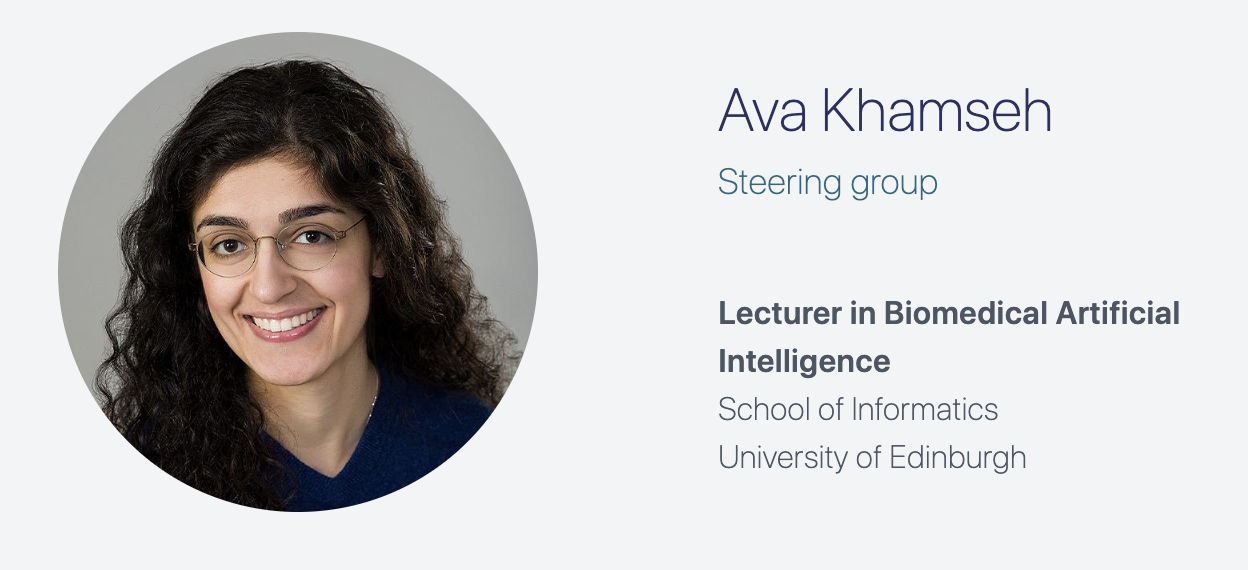 Ava Khamseh
Steering group
Lecturer in Biomedical Artificial
Intelligence
School of Informatics
University of Edinburgh